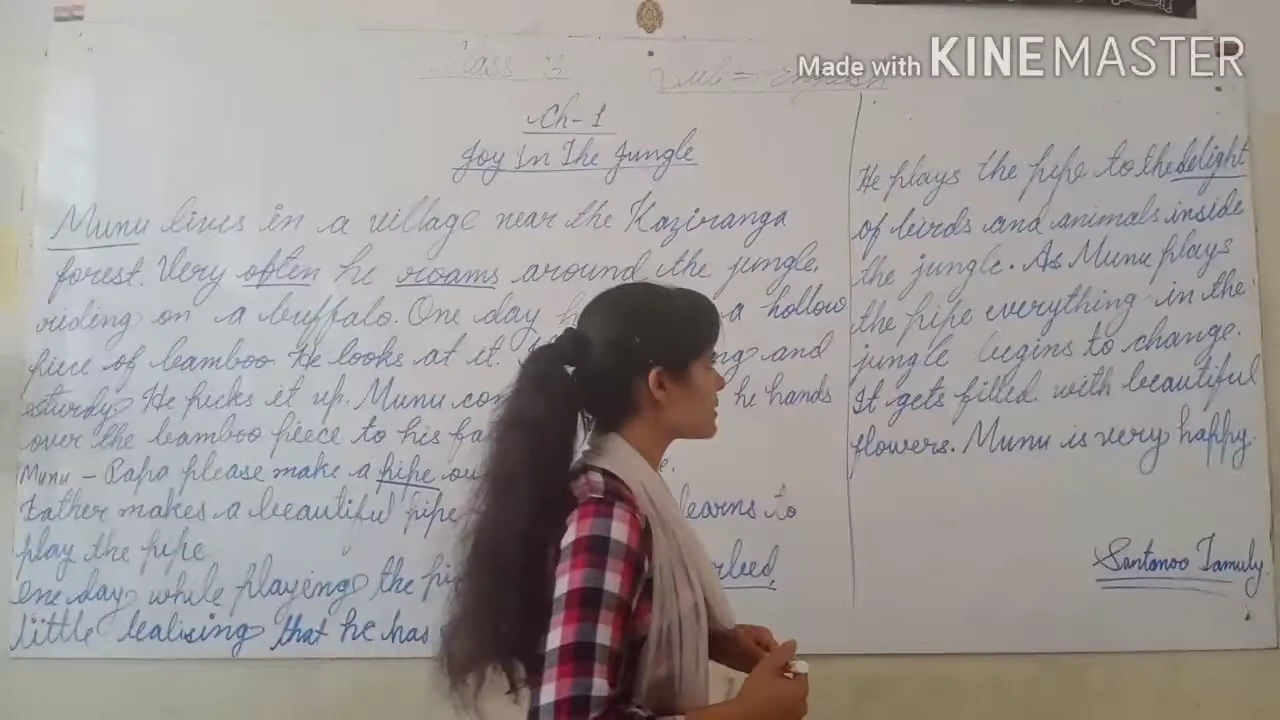 Made with KINEMASTER
Class - 3
Sub = English
Ch-1
Joy In The Jungle
Munu lives in a village near the Kaziranga
forest. Very often he roams around the jungle,
riding on a buffalo. One day a hollow
piece of bamboo. He looks at it. and
sturdy. He picks it up. Munu he hands
over the bamboo piece to his
Munu - Papa please make a pipe
Father makes a beautiful pipe learns to
play the pipe
One day, while playing the
little realising that he has
He plays the pipe to the delight
of birds and animals inside
the jungle. As Munu plays
the pipe everything in the
jungle begins to change.
It gets filled with beautiful
flowers. Munu is very happy.
Santonoo Tamuly